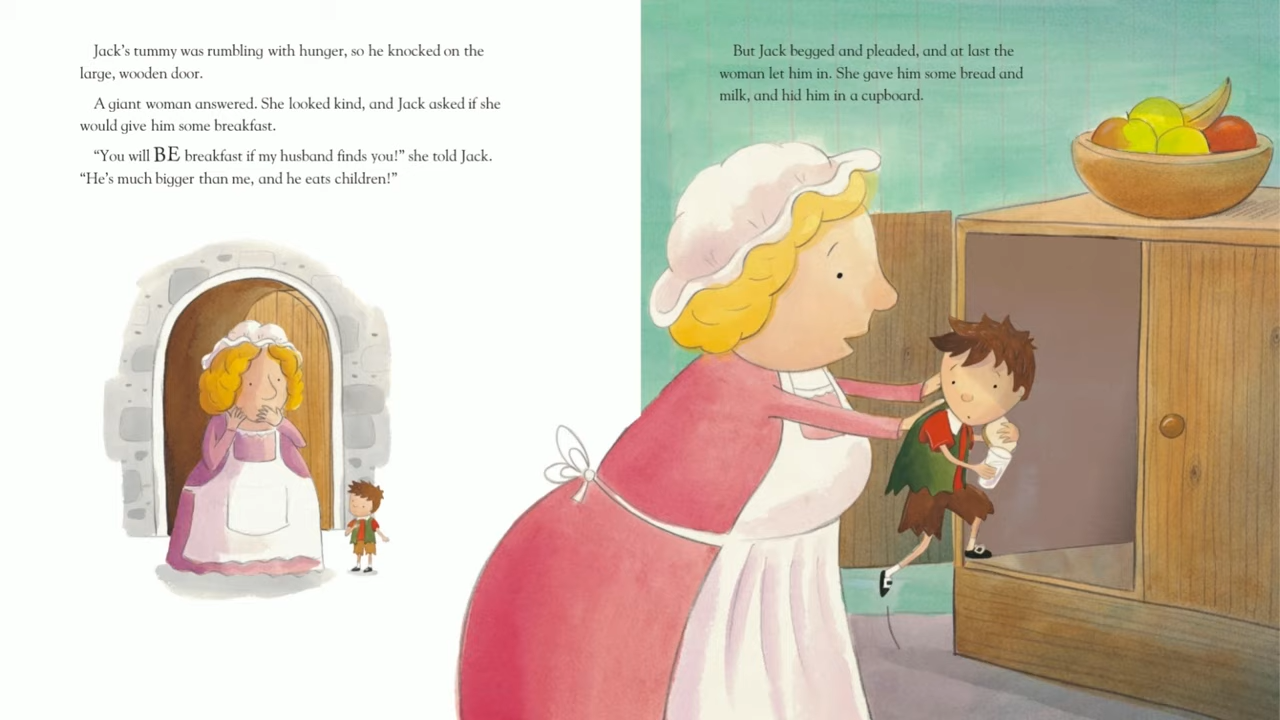 Jack’s tummy was rumbling with hunger, so he knocked on the
large, wooden door.
A giant woman answered. She looked kind, and Jack asked if she
would give him some breakfast.
“You will BE breakfast if my husband finds you!” she told Jack.
“He’s much bigger than me, and he eats children!”
But Jack begged and pleaded, and at last the
woman let him in. She gave him some bread and
milk, and hid him in a cupboard.